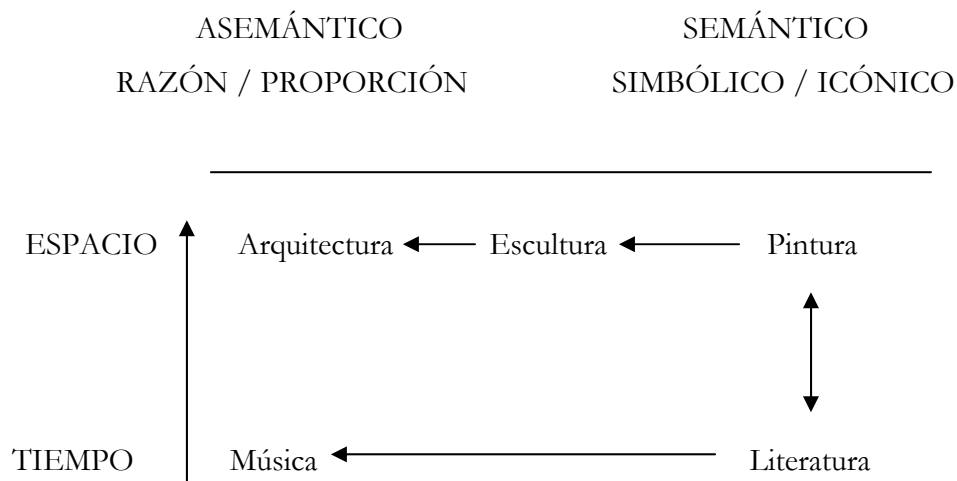 ASEMÁNTICO SEMÁNTICO
RAZÓN / PROPORCIÓN SIMBÓLICO / ICÓNICO
ESPACIO Arquitectura Escultura Pintura
TIEMPO Música Literatura